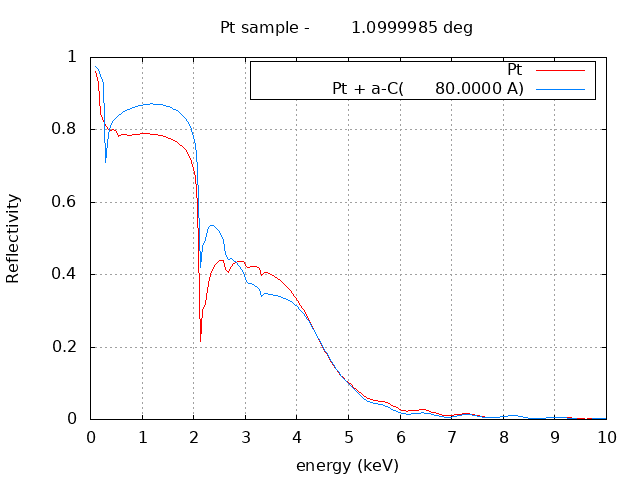 Pt sample -        1.0999985 deg
Pt
Pt + a-C(      80.0000 A)
Reflectivity
1
0.8
0.6
0.4
0.2
0
0 1 2 3 4 5 6 7 8 9 10
energy (keV)